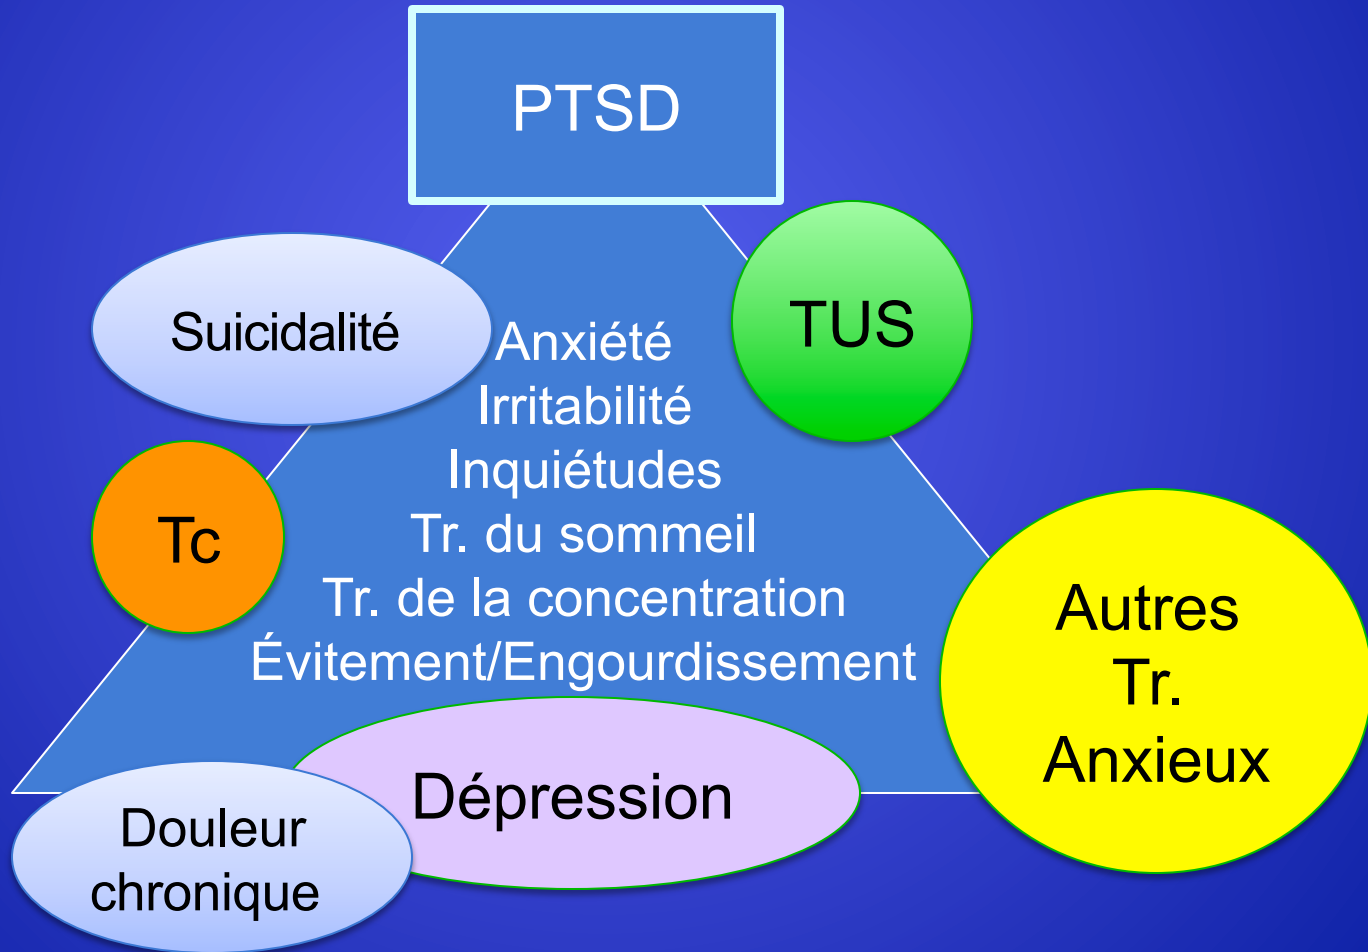 PTSD
Suicidalité
TUS
Anxiété
Irritabilité
Inquiétudes
Tr. du sommeil
Tr. de la concentration
Évitement/Engourdissement
Tc
Autres
Tr.
Anxieux
Dépression
Douleur
chronique